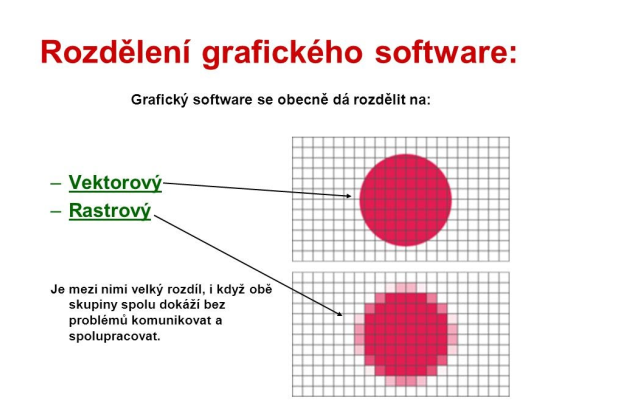 Rozdělení grafického software:
Grafický software se obecně dá rozdělit na:
– Vektorový
– Rastrový
Je mezi nimi velký rozdíl, i když obě
skupiny spolu dokáží bez
problémů komunikovat a
spolupracovat.